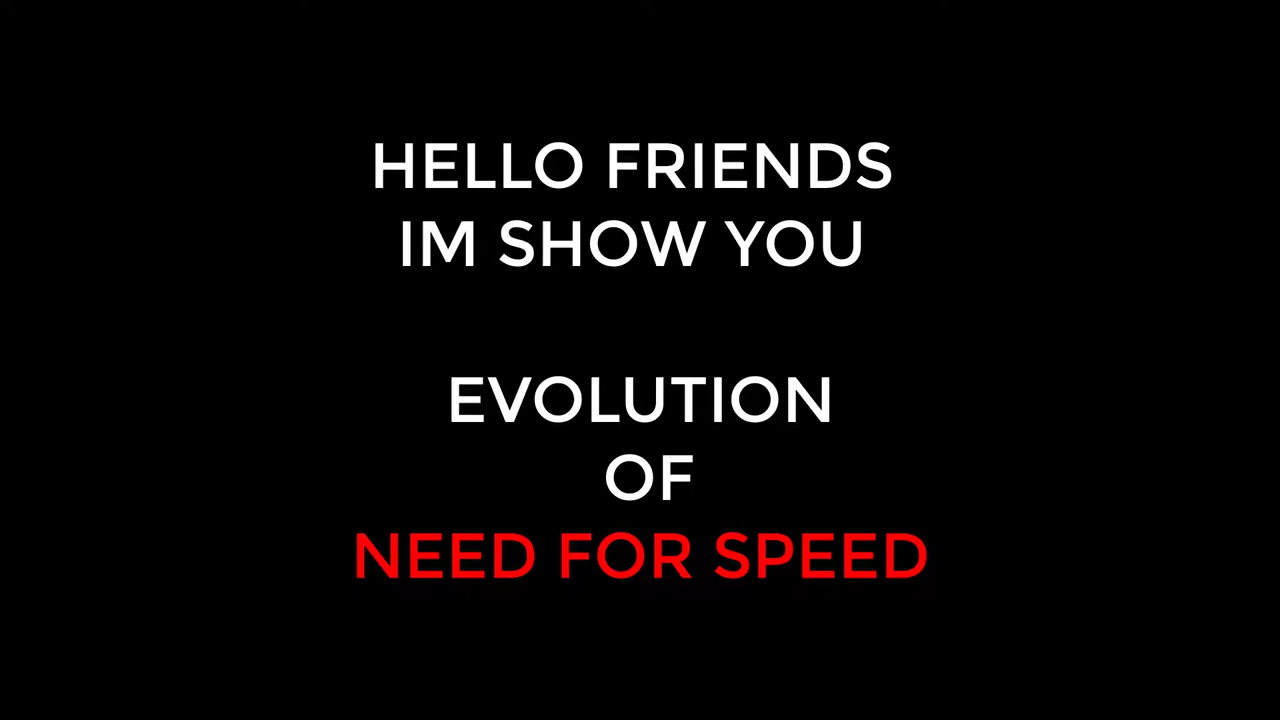 HELLO FRIENDS
IM SHOW YOU
EVOLUTION
OF
NEED FOR SPEED